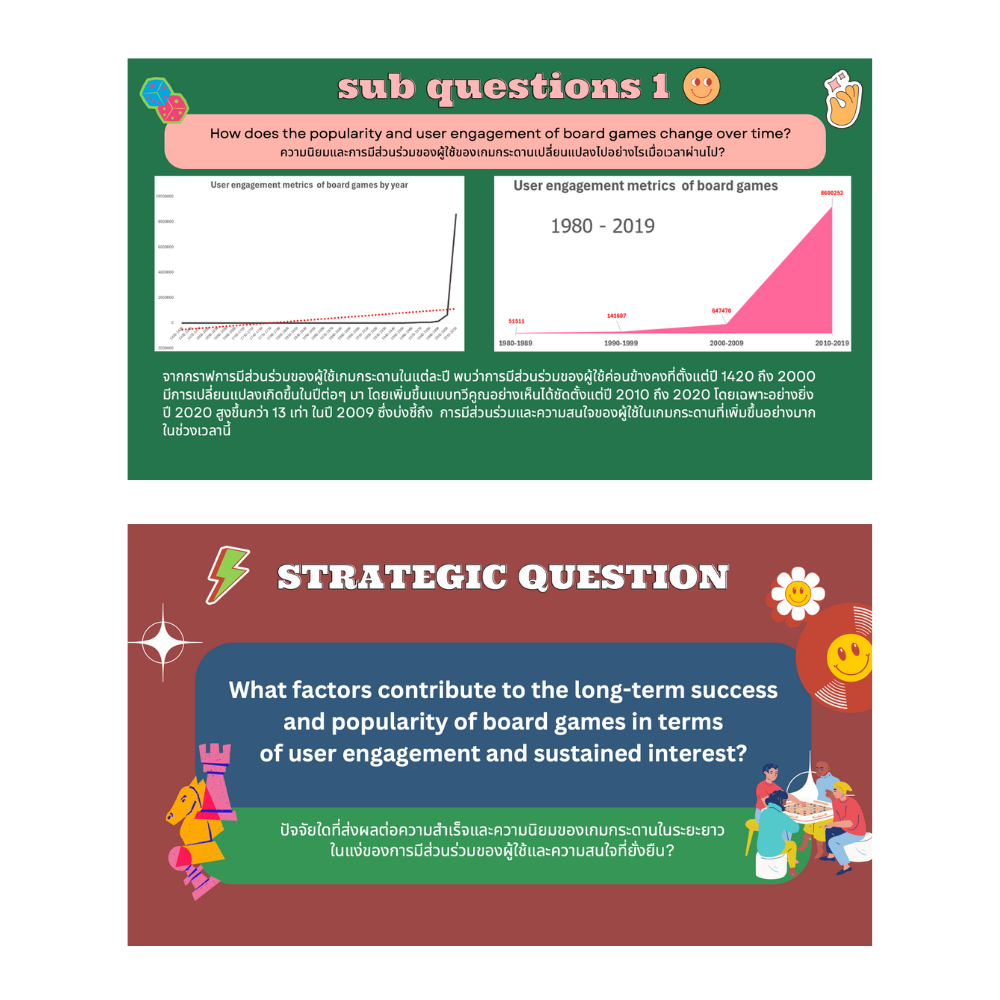 sub questions 1
How does the popularity and user engagement of board games change over time?
ความนิยมและการมีส่วนร่วมของผู้ใช้ของเกมกระดานเปลี่ยนแปลงไปอย่างไรเมื่อเวลาผ่านไป?
User engagement metrics of board games by year
10000000
8000000
6000000
4000000
2000000
0
User engagement metrics of board games
8600252
1980 - 2019
51511
141697
647476
1980-1989
1990-1999
2000-2009
2010-2019
จากกราฟการมีส่วนร่วมของผู้ใช้เกมกระดานในแต่ละปี พบว่าการมีส่วนร่วมของผู้ใช้ค่อนข้างคงที่ตั้งแต่ปี 1420 ถึง 2000
มีการเปลี่ยนแปลงเกิดขึ้นในปีต่อๆ มา โดยเพิ่มขึ้นแบบทวีคูณอย่างเห็นได้ชัดตั้งแต่ปี 2010 ถึง 2020 โดยเฉพาะอย่างยิ่ง
ปี 2020 สูงขึ้นกว่า 13 เท่า ในปี 2009 ซึ่งบ่งชี้ถึง การมีส่วนร่วมและความสนใจของผู้ใช้ในเกมกระดานที่เพิ่มขึ้นอย่างมาก
ในช่วงเวลานี้
STRATEGIC QUESTION
What factors contribute to the long-term success
and popularity of board games in terms
of user engagement and sustained interest?
ปัจจัยใดที่ส่งผลต่อความสำเร็จและความนิยมของเกมกระดานในระยะยาว
ในแง่ของการมีส่วนร่วมของผู้ใช้และความสนใจที่ยั่งยืน?